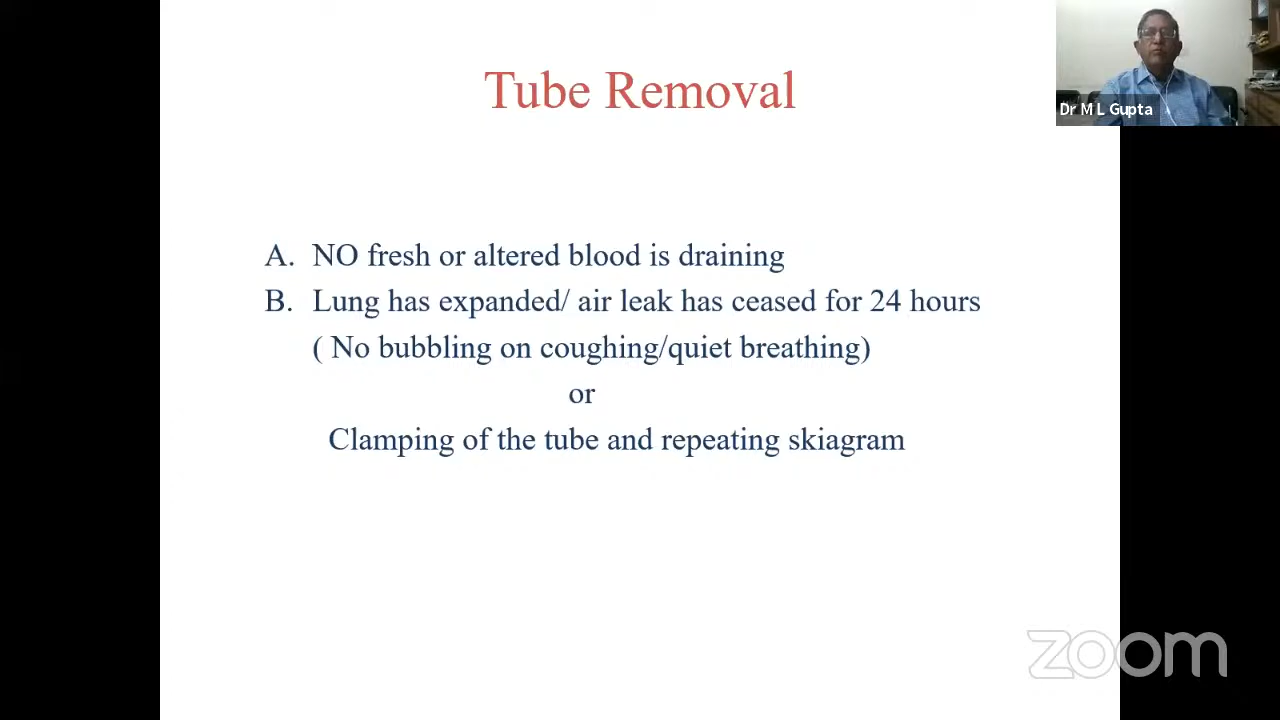 Tube Removal
Dr M L Gupta
A. NO fresh or altered blood is draining
B. Lung has expanded/ air leak has ceased for 24 hours
( No bubbling on coughing/quiet breathing)
or
Clamping of the tube and repeating skiagram
zoom